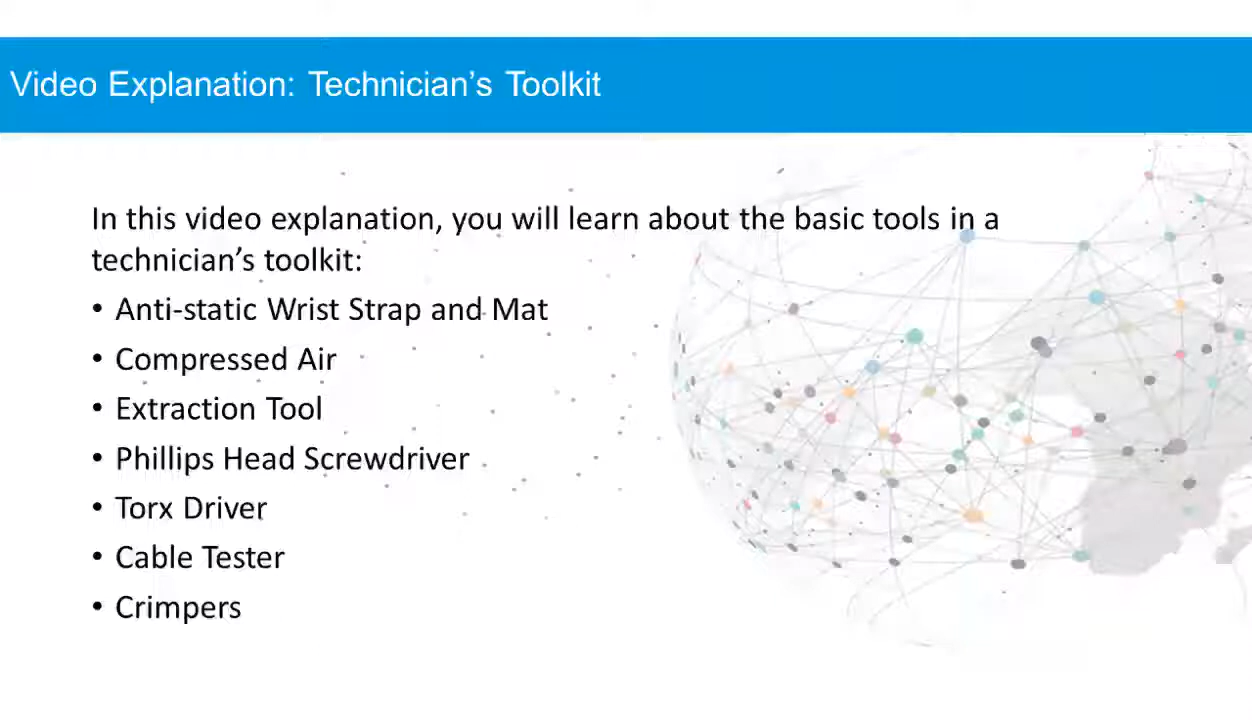 Video Explanation: Technician’s Toolkit
In this video explanation, you will learn about the basic tools in a
technician’s toolkit:
• Anti-static Wrist Strap and Mat
• Compressed Air
• Extraction Tool
• Phillips Head Screwdriver
• Torx Driver
• Cable Tester
• Crimpers